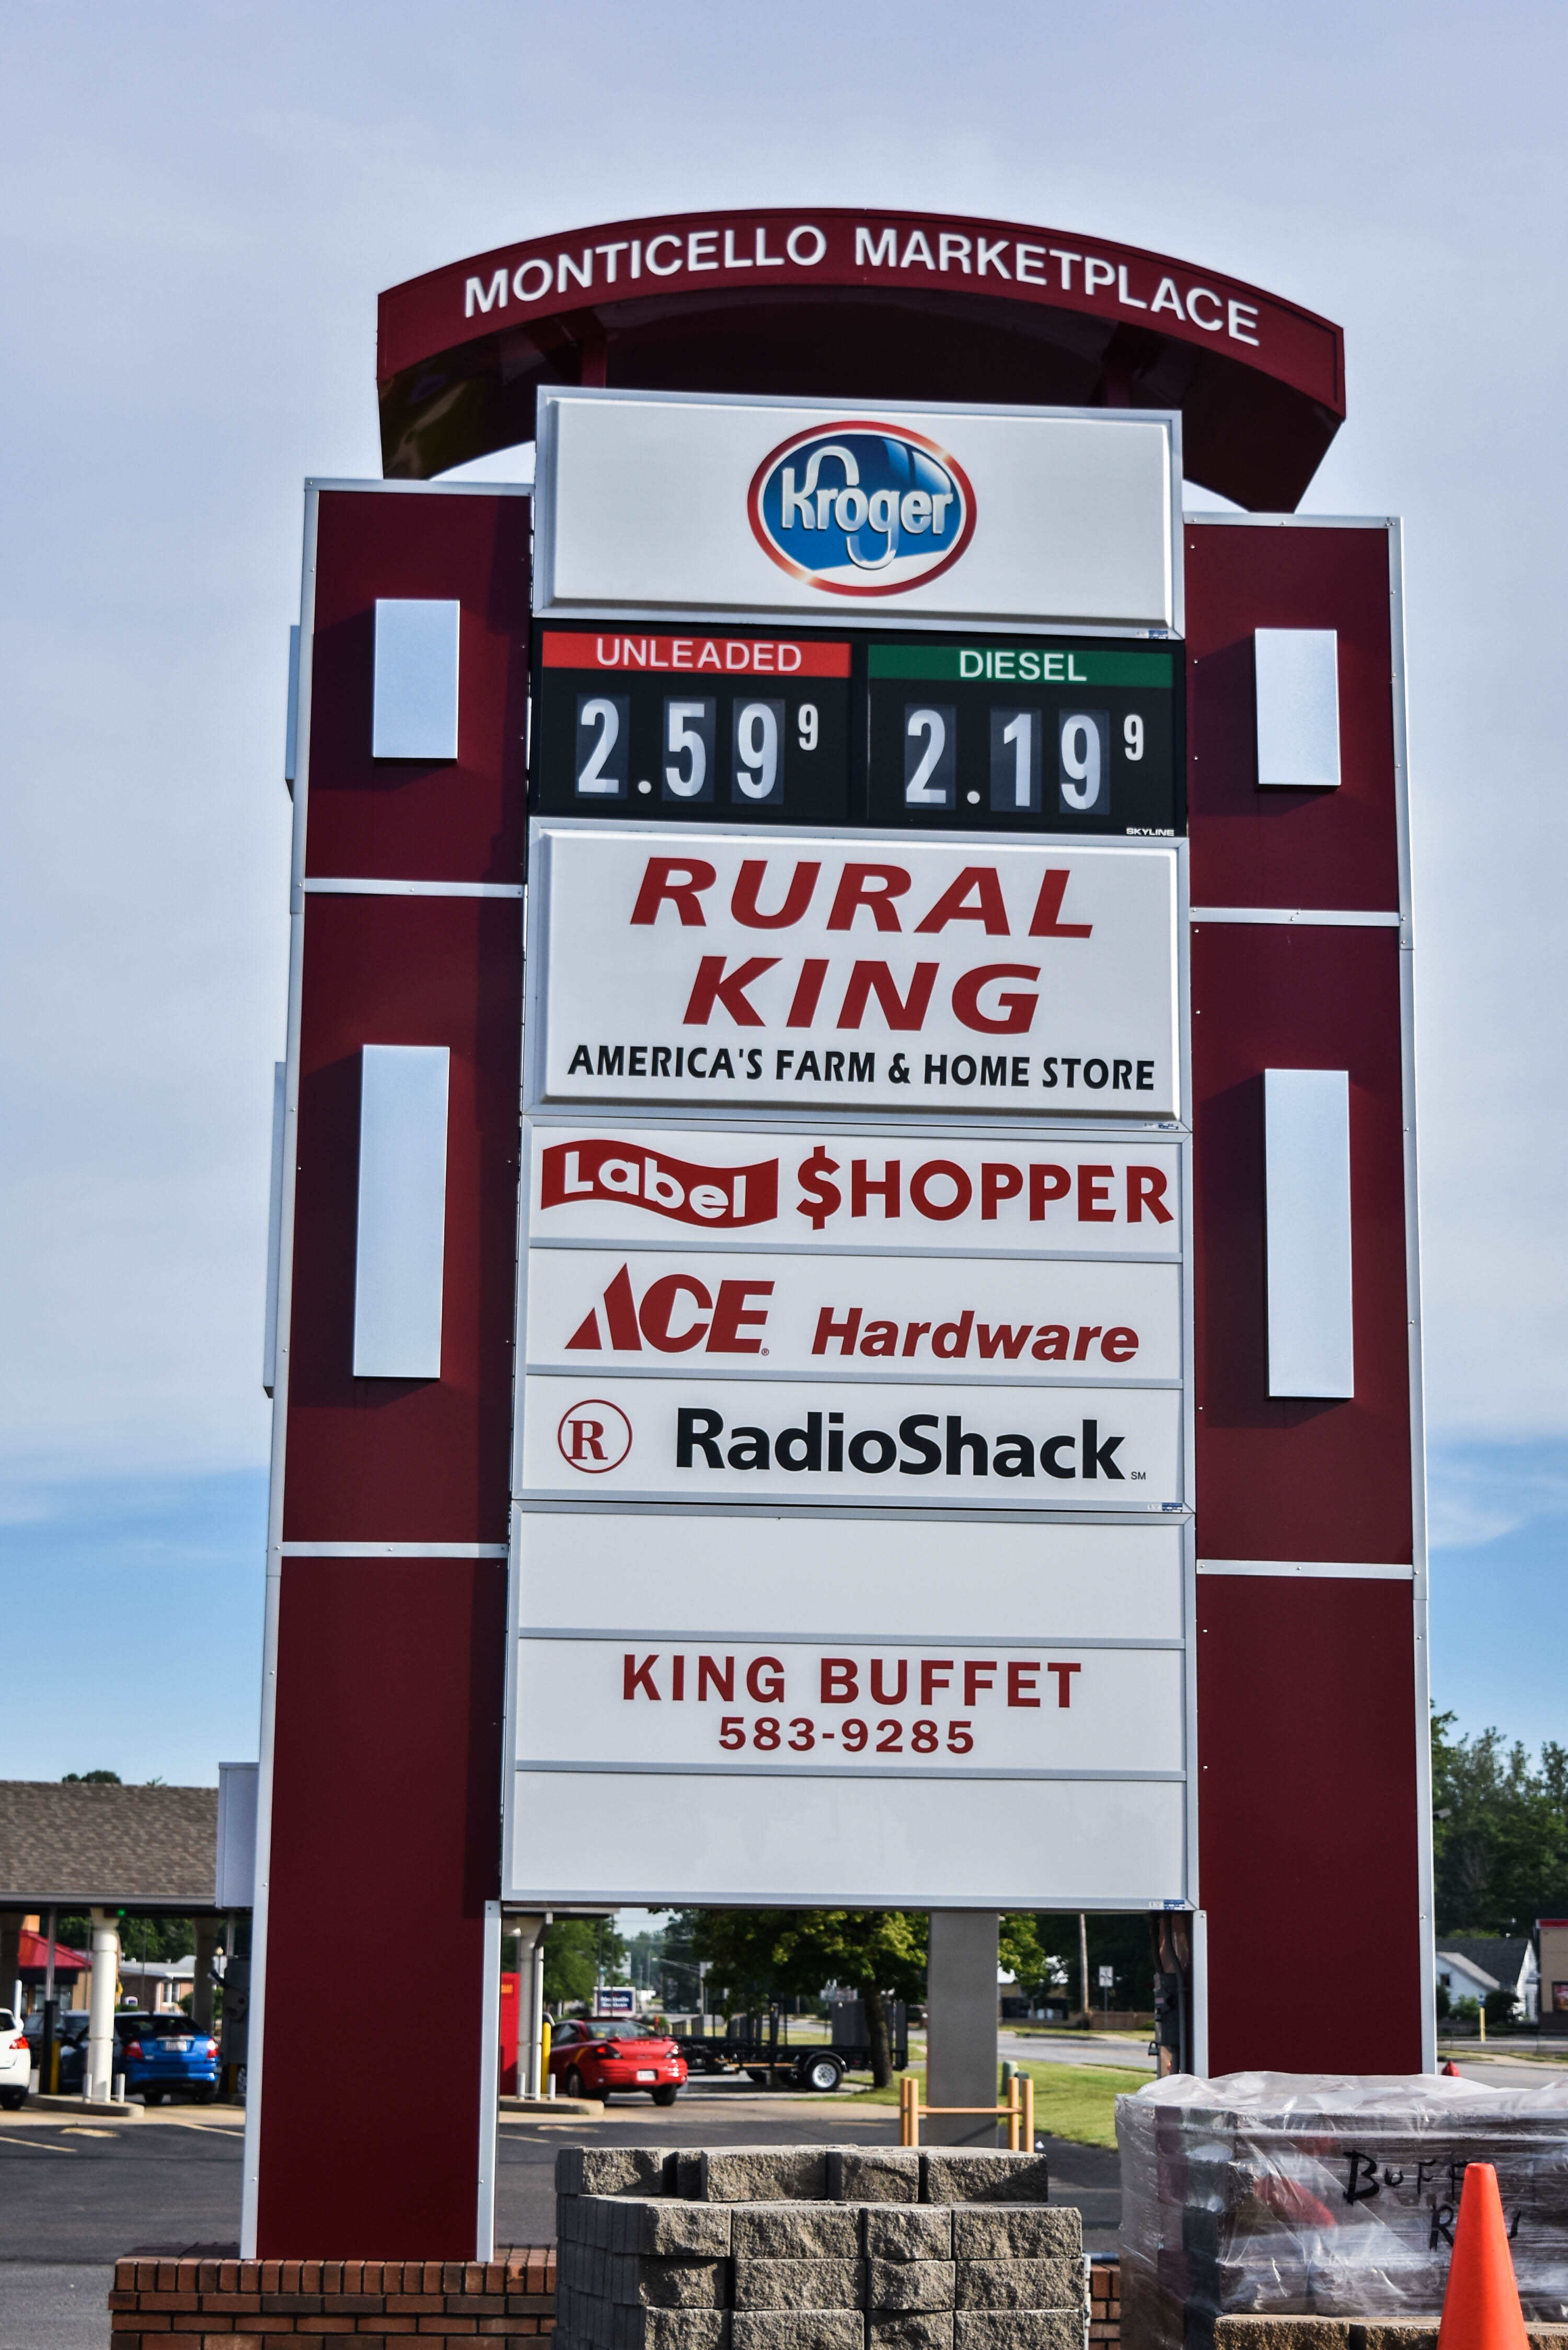 MONTICELLO MARKETPLACE
Kroger
UNLEADED
2.59 9
DIESEL
2.19 9
SKYLINE
RURAL
KING
AMERICA'S FARM & HOME STORE
Label $HOPPER
ACE® Hardware
R RadioShack SM
KING BUFFET
583-9285